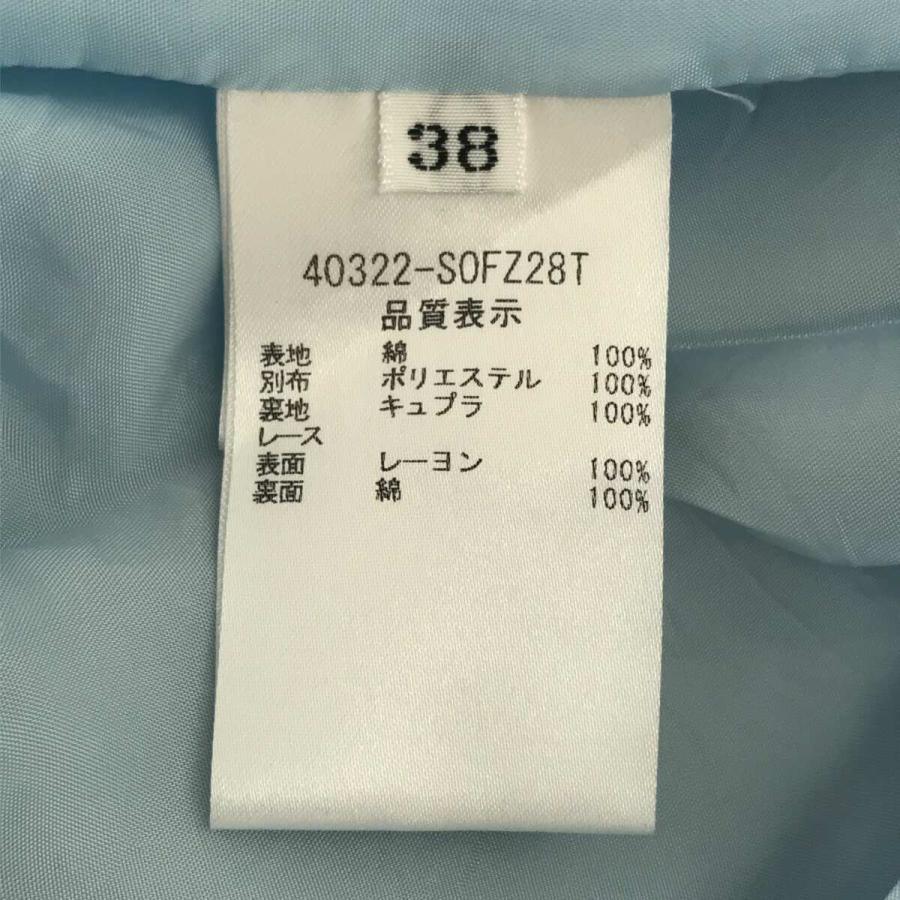 38
40322-SOFZ28T
品質表示
表地 綿 100%
別布 ポリエステル 100%
裏地 キュプラ 100%
レース
表面 レーヨン 100%
裏面 綿 100%